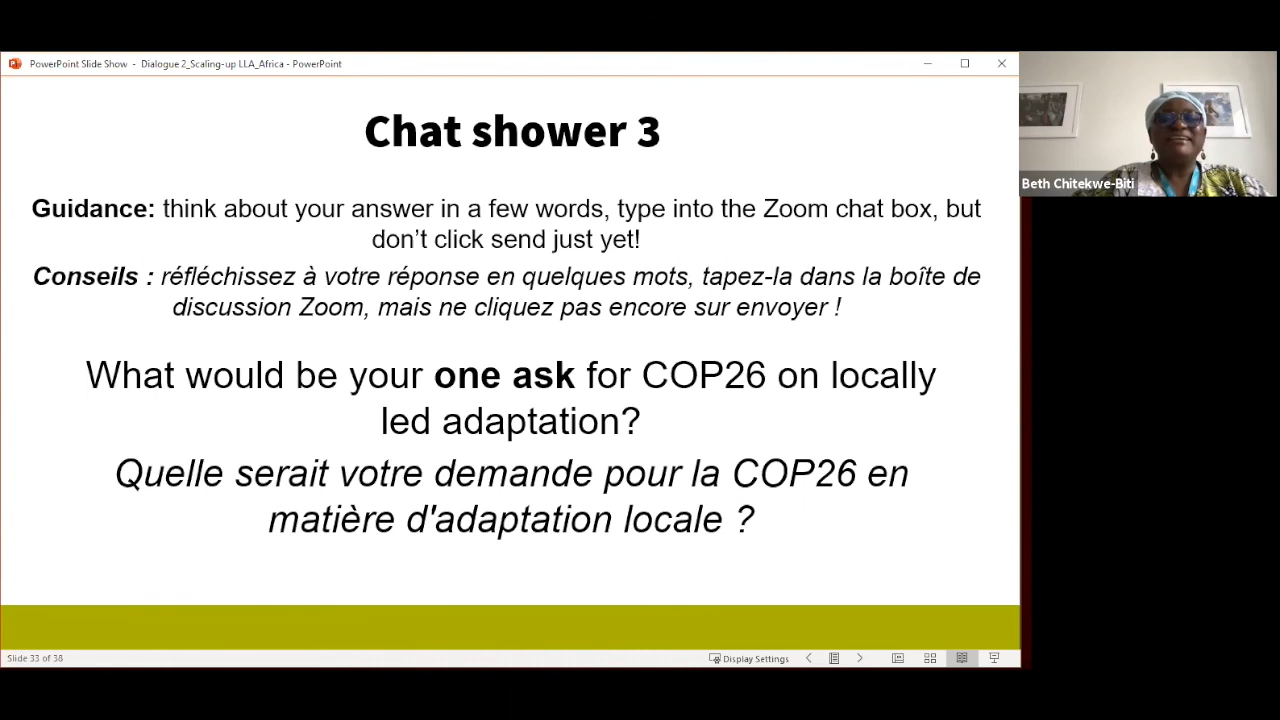 PowerPoint Slide Show - Dialogue 2_Scaling-up LLA_Africa - PowerPoint
Chat shower 3
Guidance: think about your answer in a few words, type into the Zoom chat box, but
don’t click send just yet!
Conseils : réfléchissez à votre réponse en quelques mots, tapez-la dans la boîte de
discussion Zoom, mais ne cliquez pas encore sur envoyer !
What would be your one ask for COP26 on locally
led adaptation?
Quelle serait votre demande pour la COP26 en
matière d'adaptation locale ?
Beth Chitekwe-Biti
Slide 33 of 38
Display Settings